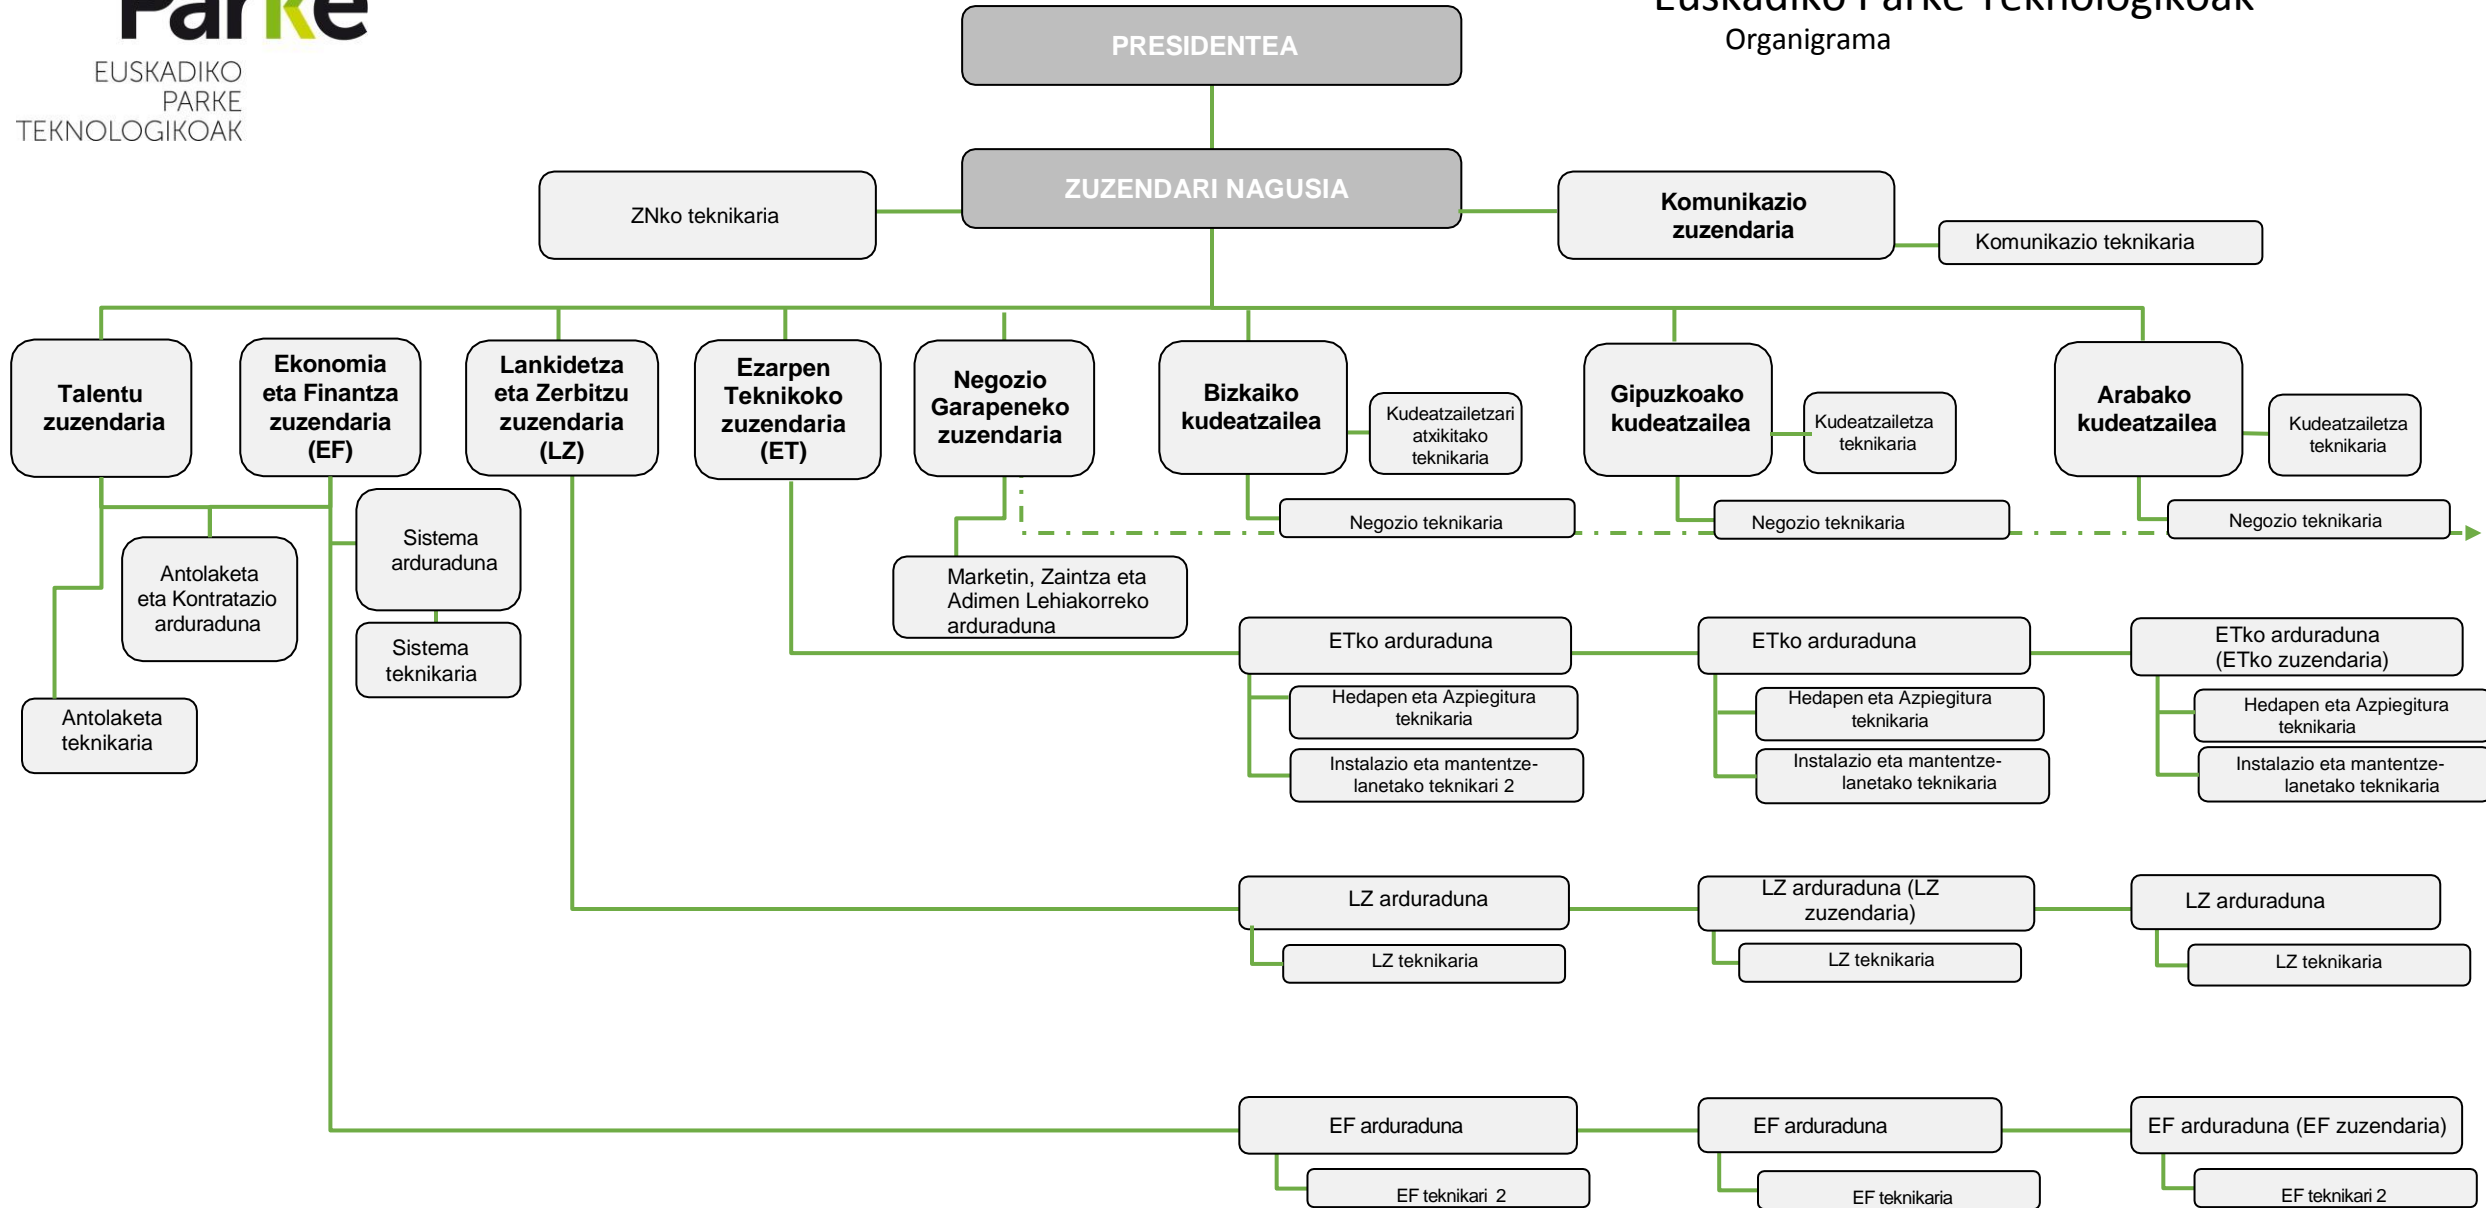 Parke
EUSKADIKO
PARKE
TEKNOLOGIKOAK
Euskadiko Parke Teknologikoak
Organigrama
PRESIDENTEA
ZUZENDARI NAGUSIA
ZNko teknikaria
Komunikazio
zuzendaria
Komunikazio teknikaria
Talentu
zuzendaria
Ekonomia
eta Finantza
zuzendaria
(EF)
Lankidetza
eta Zerbitzu
zuzendaria
(LZ)
Ezarpen
Teknikoko
zuzendaria
(ET)
Negozio
Garapeneko
zuzendaria
Bizkaiko
kudeatzailea
Kudeatzailetzari
atxikitako
teknikaria
Gipuzkoako
kudeatzailea
Kudeatzailetza
teknikaria
Arabako
kudeatzailea
Kudeatzailetza
teknikaria
Negozio teknikaria
Negozio teknikaria
Negozio teknikaria
Antolaketa
eta Kontratazio
arduraduna
Sistema
arduraduna
Sistema
teknikaria
Antolaketa
teknikaria
Marketin, Zaintza eta
Adimen Lehiakorreko
arduraduna
ETko arduraduna
ETko arduraduna
ETko arduraduna
(ETko zuzendaria)
Hedapen eta Azpiegitura
teknikaria
Hedapen eta Azpiegitura
teknikaria
Hedapen eta Azpiegitura
teknikaria
Instalazio eta mantentze-
lanetako teknikari 2
Instalazio eta mantentze-
lanetako teknikaria
Instalazio eta mantentze-
lanetako teknikaria
LZ arduraduna
LZ arduraduna (LZ
zuzendaria)
LZ arduraduna
LZ teknikaria
LZ teknikaria
LZ teknikaria
EF arduraduna
EF arduraduna
EF arduraduna (EF zuzendaria)
EF teknikari 2
EF teknikaria
EF teknikari 2